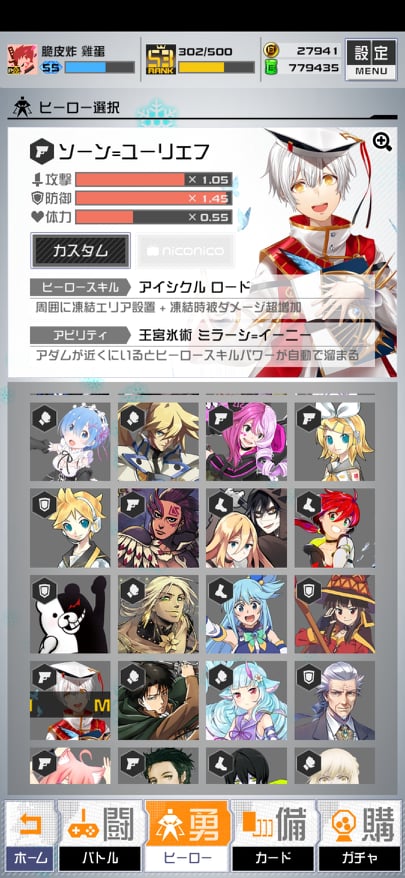 脆皮炸 雞蛋
55
53
RANK
302/500
27941
779435
設定
MENU
ヒーロー選択
ソーン=ユーリエフ
攻撃
× 1.05
防御
× 1.45
体力
× 0.55
カスタム
niconico
ヒーロースキル
アイシクル ロード
周囲に凍結エリア設置 + 凍結時被ダメージ超増加
アビリティ
王宮氷術 ミラーシ=イーニ
アダムが近くにいるとヒーロースキルパワーが自動で溜まる
M
闘
勇
備
購
ホーム
バトル
ヒーロー
カード
ガチャ